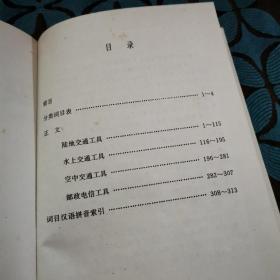 目录
前言
分类词目表 …………………… 1～4
正文：
陆地交通工具 …………………… 1～115
水上交通工具 …………………… 116～195
空中交通工具 …………………… 196～281
邮政电信工具 …………………… 282～307
词目汉语拼音索引 …………………… 308～313